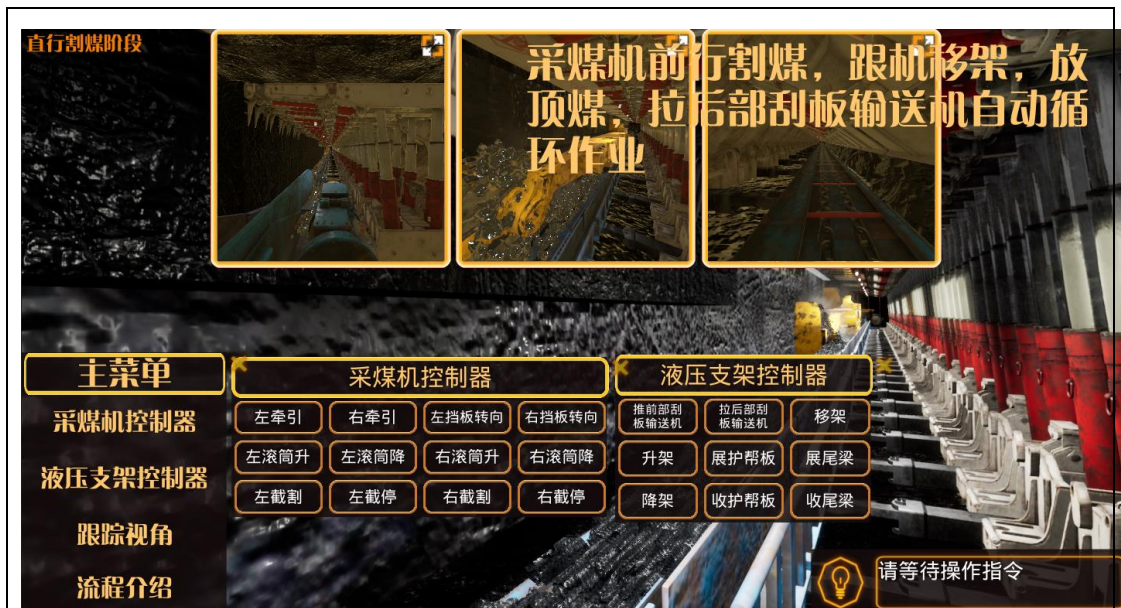 直行割煤阶段
采煤机前行割煤，跟机移架，放
顶煤；拉后部刮板输送机自动循
环作业
主菜单
采煤机控制器
液压支架控制器
跟踪视角
流程介绍
采煤机控制器
左牵引 右牵引 左挡板转向 右挡板转向
左滚筒升 左滚筒降 右滚筒升 右滚筒降
左截割 左截停 右截割 右截停
液压支架控制器
推前部刮
板输送机
拉后部刮
板输送机
移架
升架 展护帮板 展尾梁
降架 收护帮板 收尾梁
请等待操作指令